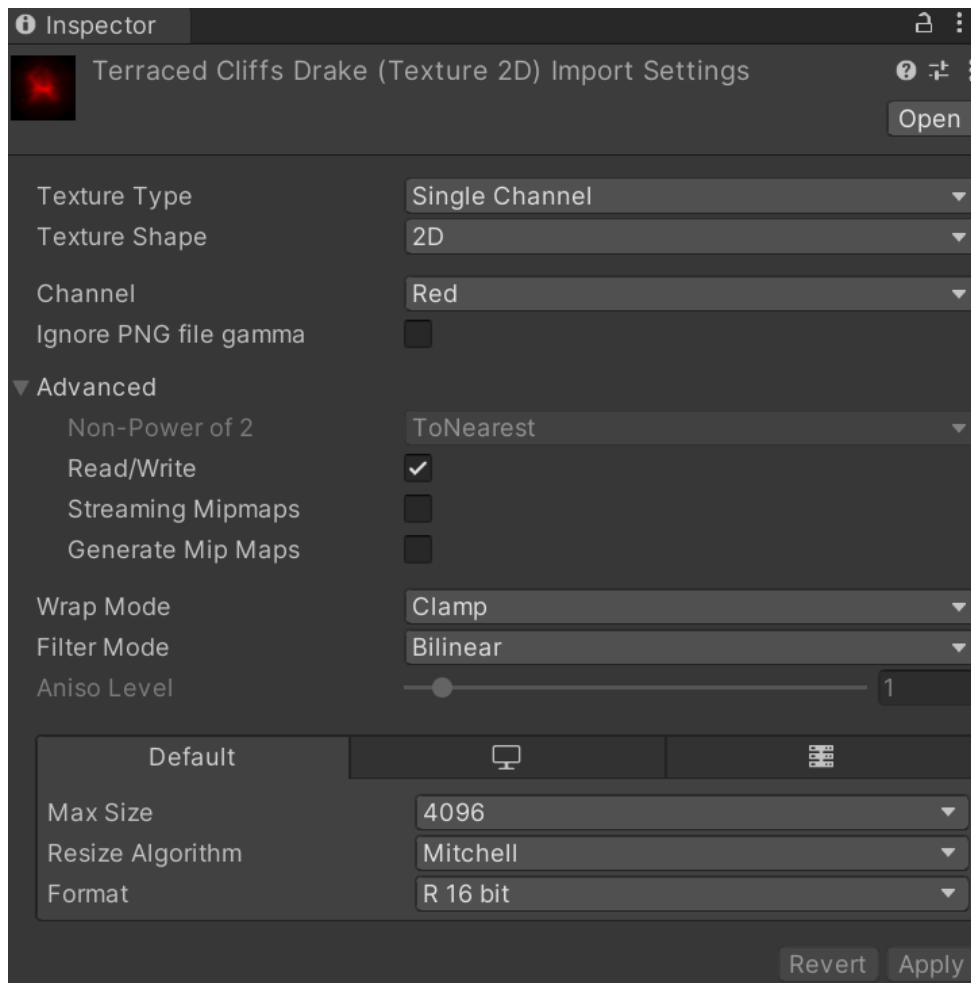 Inspector
Terraced Cliffs Drake (Texture 2D) Import Settings
Open
Texture Type Single Channel
Texture Shape 2D
Channel Red
Ignore PNG file gamma
Advanced
Non-Power of 2 ToNearest
Read/Write
Streaming Mipmaps
Generate Mip Maps
Wrap Mode Clamp
Filter Mode Bilinear
Aniso Level 1
Default
Max Size 4096
Resize Algorithm Mitchell
Format R 16 bit
Revert Apply